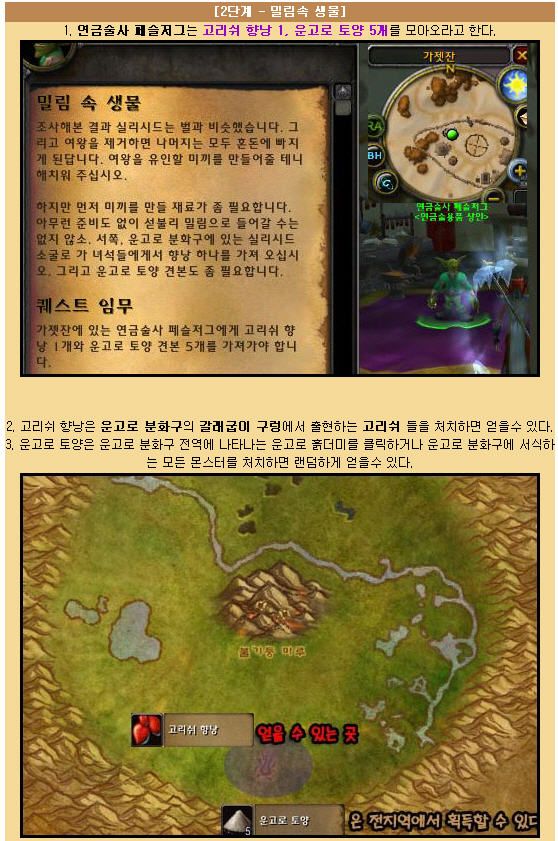 [2단계 - 밀림속 생물]
1. 연금술사 페슬저그는 고리쉬 향낭 1, 운고로 토양 5개를 모아오라고 한다.
밀림 속 생물
조사해본 결과 실리시드는 벌과 비슷했습니다. 그
리고 여왕을 제거하면 나머지는 모두 혼돈에 빠지
게 된답니다. 여왕을 유인할 미끼를 만들어줄 테니
해치워 주십시오.
하지만 먼저 미끼를 만들 재료가 좀 필요합니다.
아무런 준비도 없이 섣불리 밀림으로 들어갈 수는
없지 않소. 서쪽, 운고로 분화구에 있는 실리시드
소굴로 가 녀석들에게서 향낭 하나를 가져 오십시
오. 그리고 운고로 토양 견본도 좀 필요합니다.
퀘스트 임무
가젯잔에 있는 연금술사 페슬저그에게 고리쉬 향
낭 1개와 운고로 토양 견본 5개를 가져가야 합니
다.
가젯잔
N
RA
BH
G
연금술사 페슬저그
<연금술용품 상인>
2. 고리쉬 향낭은 운고로 분화구의 갈래굽이 구렁에서 출현하는 고리쉬 들을 처치하면 얻을수 있다.
3. 운고로 토양은 운고로 분화구 전역에 나타나는 운고로 흙더미를 클릭하거나 운고로 분화구에 서식하
는 모든 몬스터를 처치하면 랜덤하게 얻을수 있다.
불기둥 마루
고리쉬 향낭
얻을 수 있는 곳
5
운고로 토양
은 전지역에서 획득할 수 있다